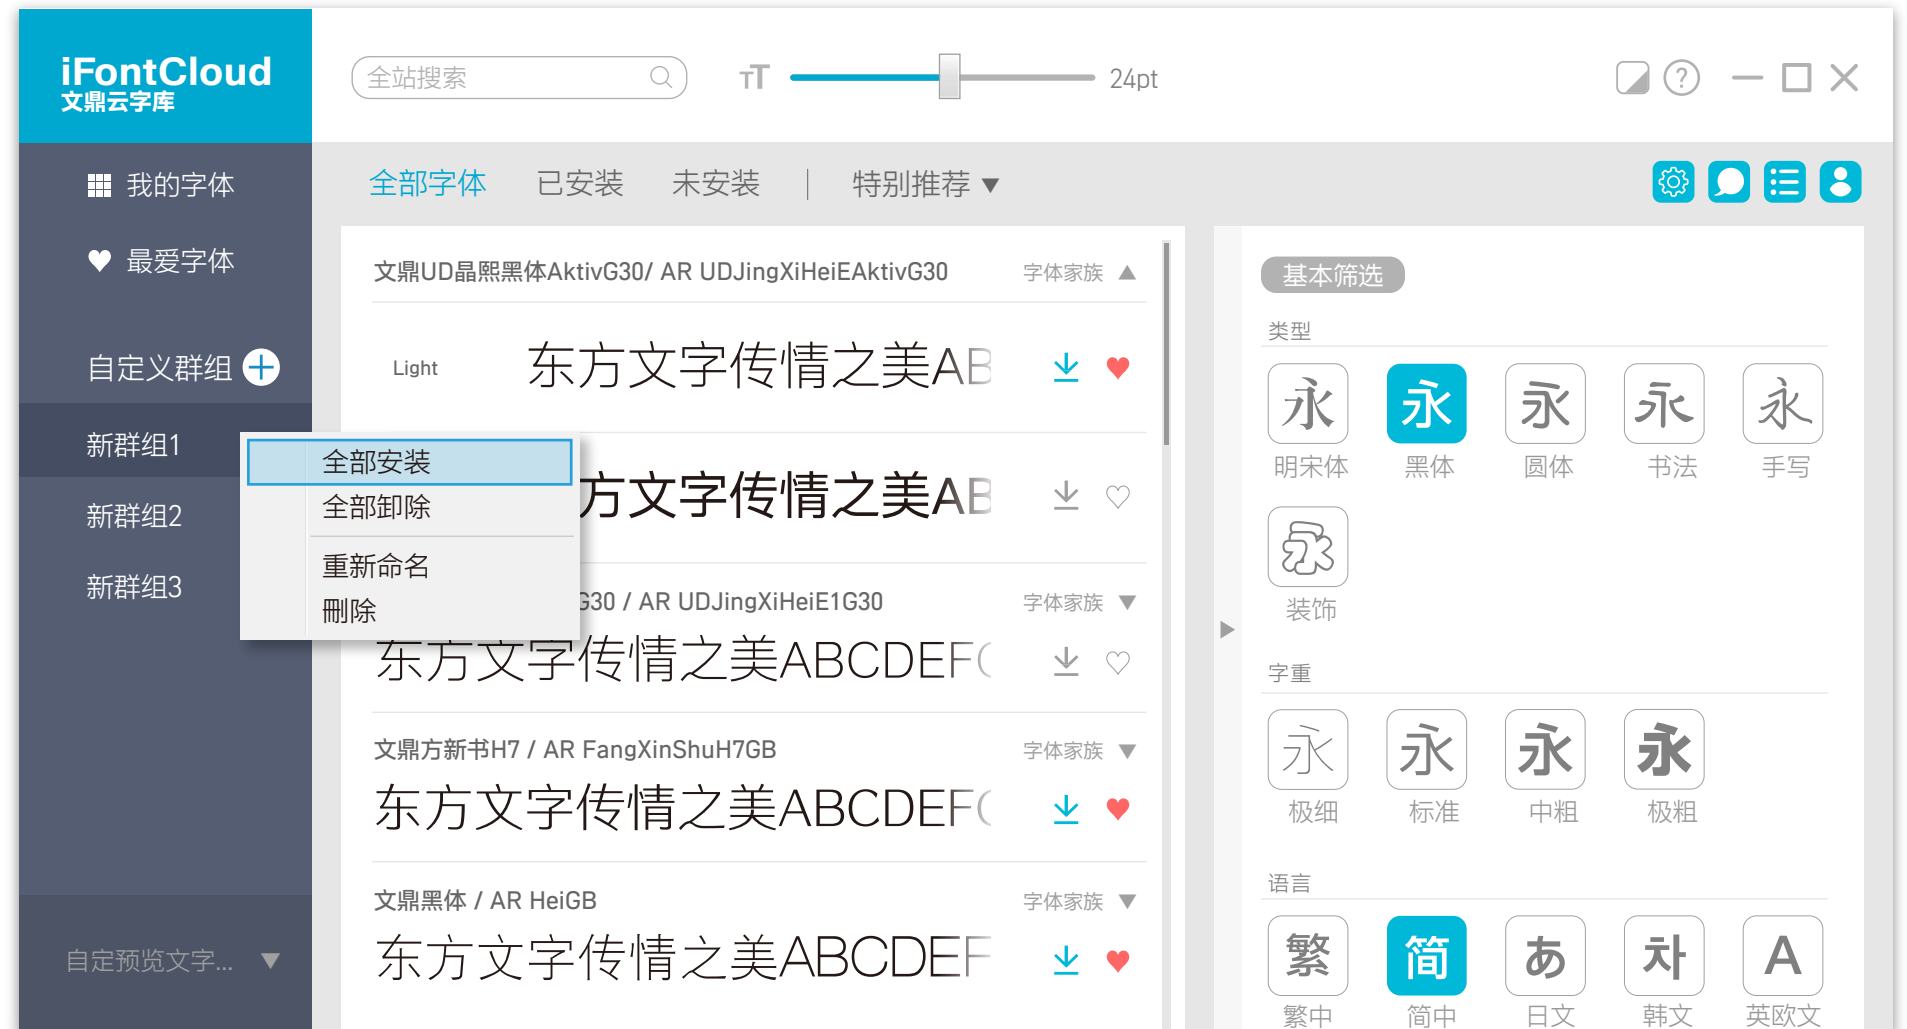 iFontCloud
文鼎云字库
全站搜索
TT
24pt
?
我的字体
最爱字体
自定义群组
新群组1
新群组2
新群组3
自定预览文字...
全部安装
全部卸除
重新命名
刪除
全部字体 已安装 未安装 | 特别推荐
文鼎UD晶熙黑体AktivG30/ AR UDJingXiHeiEAktivG30 字体家族
Light 东方文字传情之美AB
方文字传情之美AB
G30 / AR UDJingXiHeiE1G30 字体家族
东方文字传情之美ABCDEF
文鼎方新书H7 / AR FangXinShuH7GB 字体家族
东方文字传情之美ABCDEF
文鼎黑体 / AR HeiGB 字体家族
东方文字传情之美ABCDEF
基本筛选
类型
永 永 永 永 永
明宋体 黑体 圆体 书法 手写
永
装饰
字重
永 永 永 永
极细 标准 中粗 极粗
语言
繁 简 あ 차 A
繁中 简中 日文 韩文 英欧文